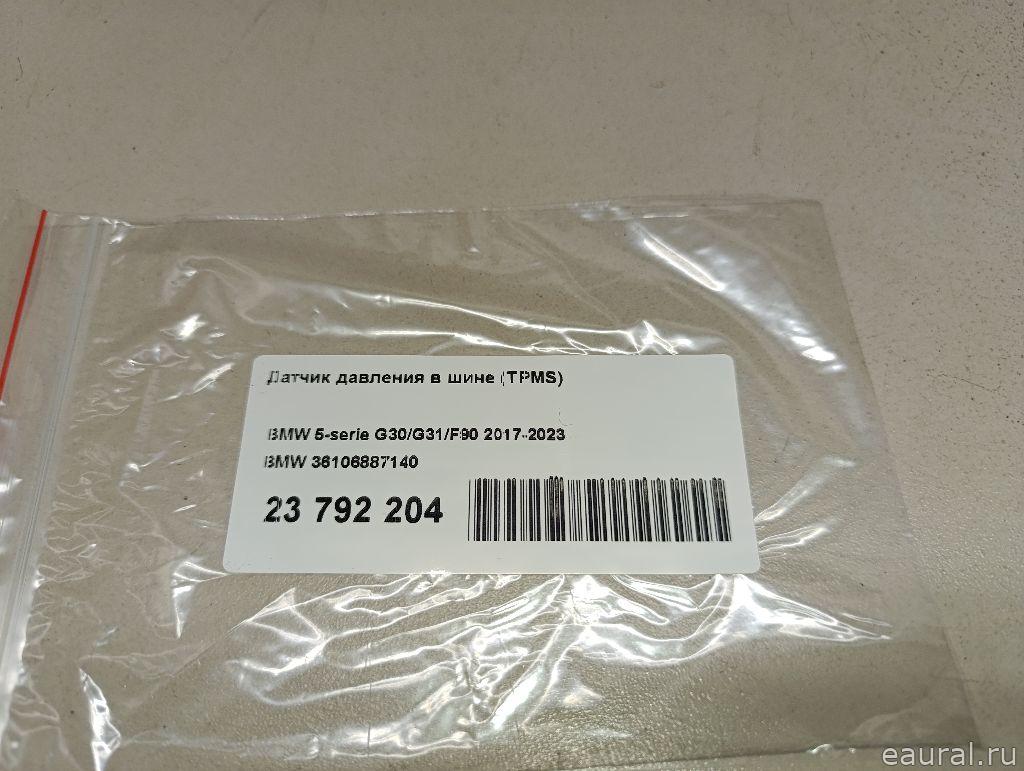 Датчик давления в шине (TPMS)
BMW 5-serie G30/G31/F90 2017-2023
BMW 36106887140
23 792 204
eaural.ru